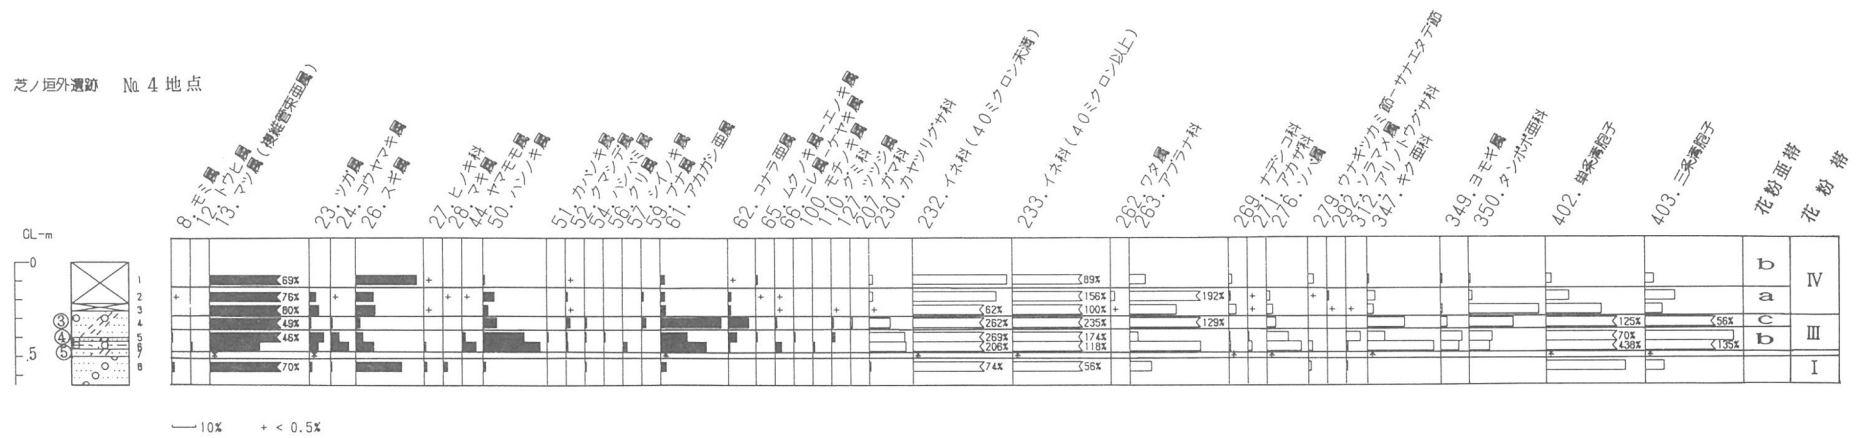 芝ノ垣外遺跡 № 4 地点
8. モミ属
12. トウヒ属
13. マツ属(複維管束亜属)
23. ツガ属
24. コウヤマキ属
26. スギ属
27. ヒノキ科
28. マキ属
44. ヤマモモ属
50. ハンノキ属
51. カバノキ属
52. クマシデ属
54. ハシバミ属
56. クリ属
57. シイノキ属
59. ブナ属
61. アカガシ亜属
62. コナラ亜属
65. ムクノキ属ーエノキ属
66. ニレ属ーケヤキ属
100. モチノキ属
110. グミ科
127. ツツジ属
207. ガマ科
230. カヤツリグサ科
232. イネ科(40ミクロン未満)
233. イネ科(40ミクロン以上)
262. ワタ属
263. アブラナ科
269. ナデシコ科
271. アカザ科
276. ソバ属
279. ウナギツカミ節ーサナエタデ節
292. ソラマメ属
312. アリノトウグサ科
347. キク亜科
349. ヨモギ属
350. タンポポ亜科
402. 単条溝胞子
403. 三条溝胞子
花粉亜帯
花粉帯
GL-m
0
1 69% + + + 89% b IV
2 + 76% + + + + + 156% 192% + + a
3 80% + + + + 62% 100% + + + +
③ 4 49% 262% 235% 129% 125% 56% c III
④ 5 46% 269% 174% 70% b
6 206% 118% 438% 135%
.5 ⑤ 7
8 70% 74% 56% I
10% + < 0.5%